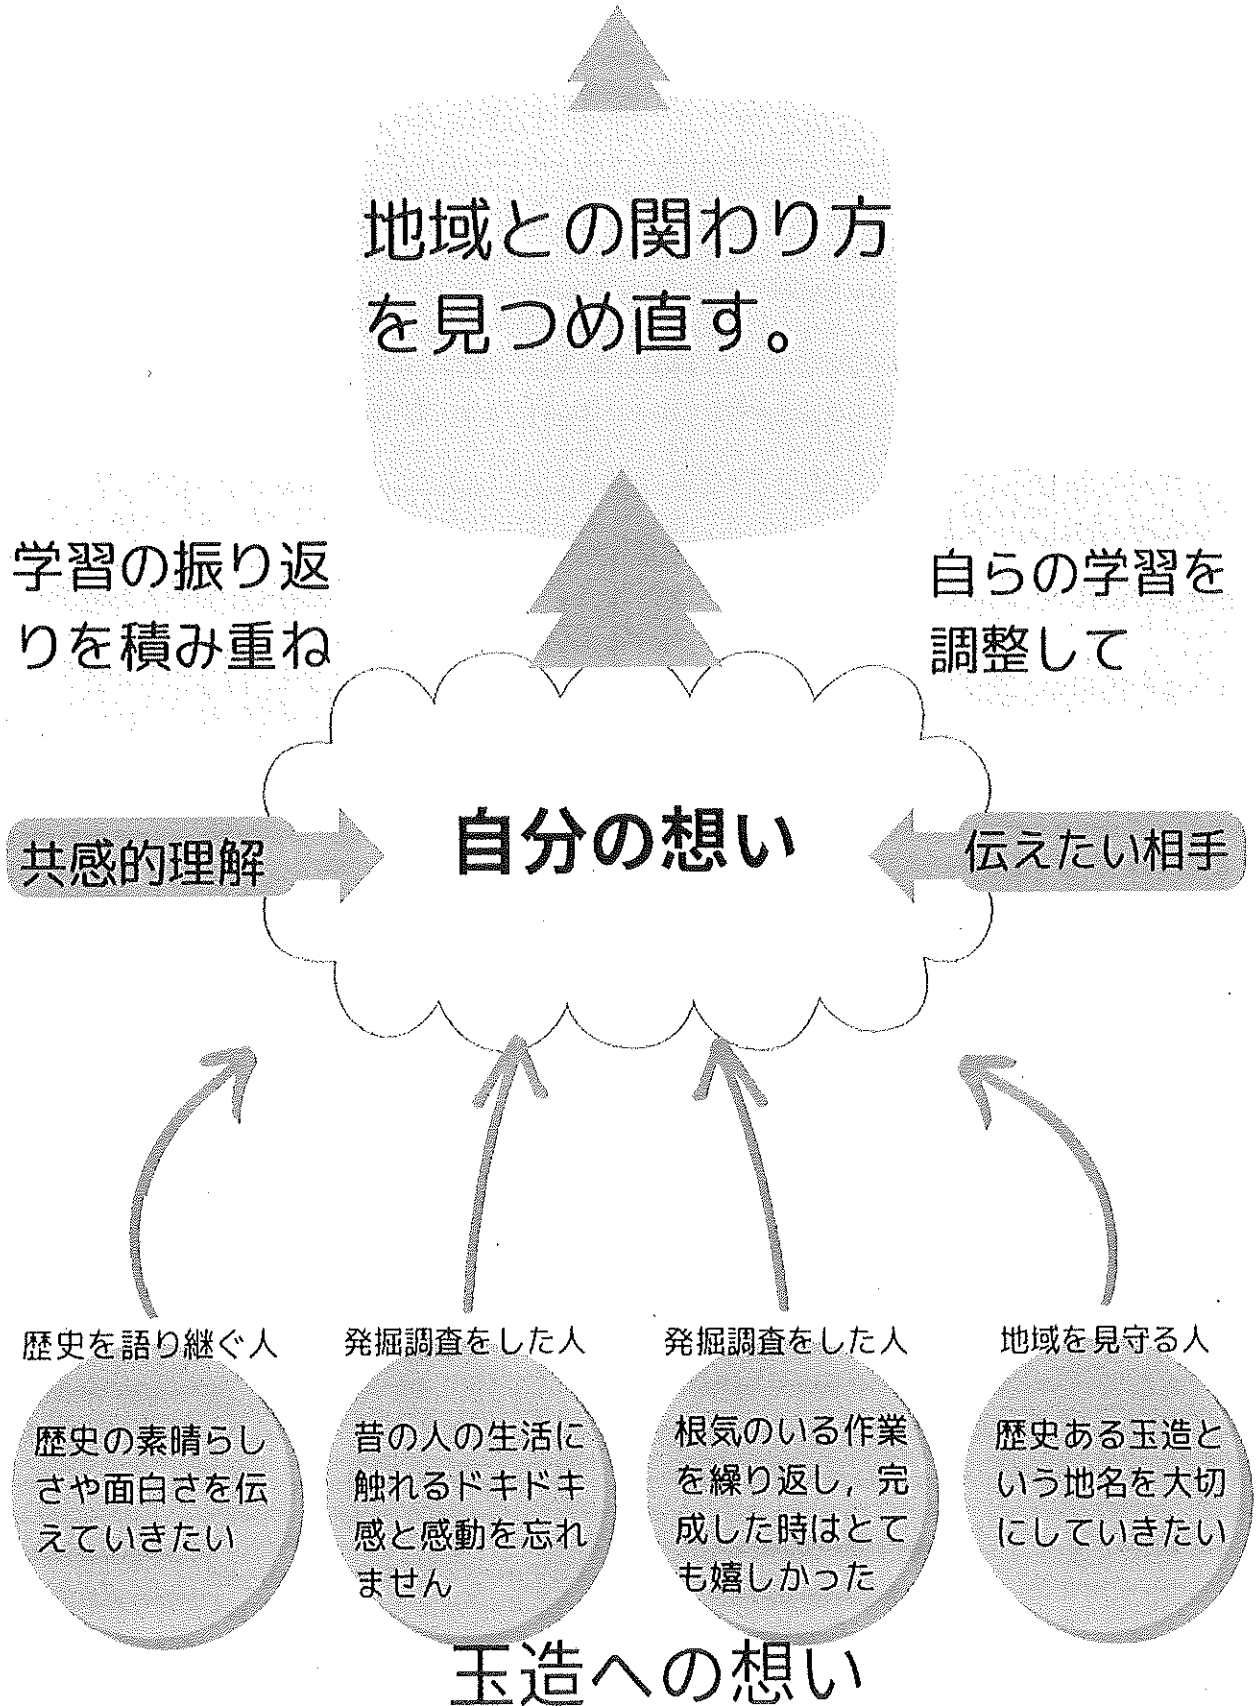 地域との関わり方
を見つめ直す。
学習の振り返
りを積み重ね
自らの学習を
調整して
共感的理解
自分の想い
伝えたい相手
歴史を語り継ぐ人
歴史の素晴らし
さや面白さを伝
えていきたい
発掘調査をした人
昔の人の生活に
触れるドキドキ
感と感動を忘れ
ません
発掘調査をした人
根気のいる作業
を繰り返し,完
成した時はとて
も嬉しかった
地域を見守る人
歴史ある玉造と
いう地名を大切
にしていきたい
玉造への想い